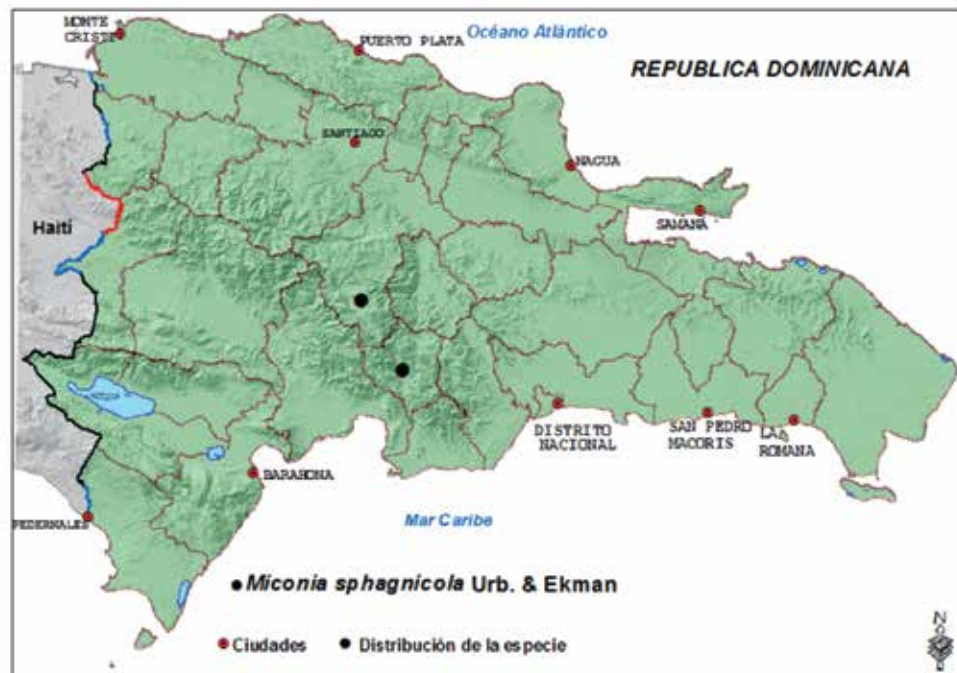 MONTE
CRISTI
PUERTO PLATA
Océano Atlántico
REPUBLICA DOMINICANA
SANTIAGO
NAGUA
SAMANA
Haití
DISTRITO
NACIONAL
SAN PEDRO
MACORIS
LA
ROMANA
BARAHONA
PEDERNALES
Mar Caribe
Miconia sphagnicola Urb. & Ekman
Ciudades
Distribución de la especie
N